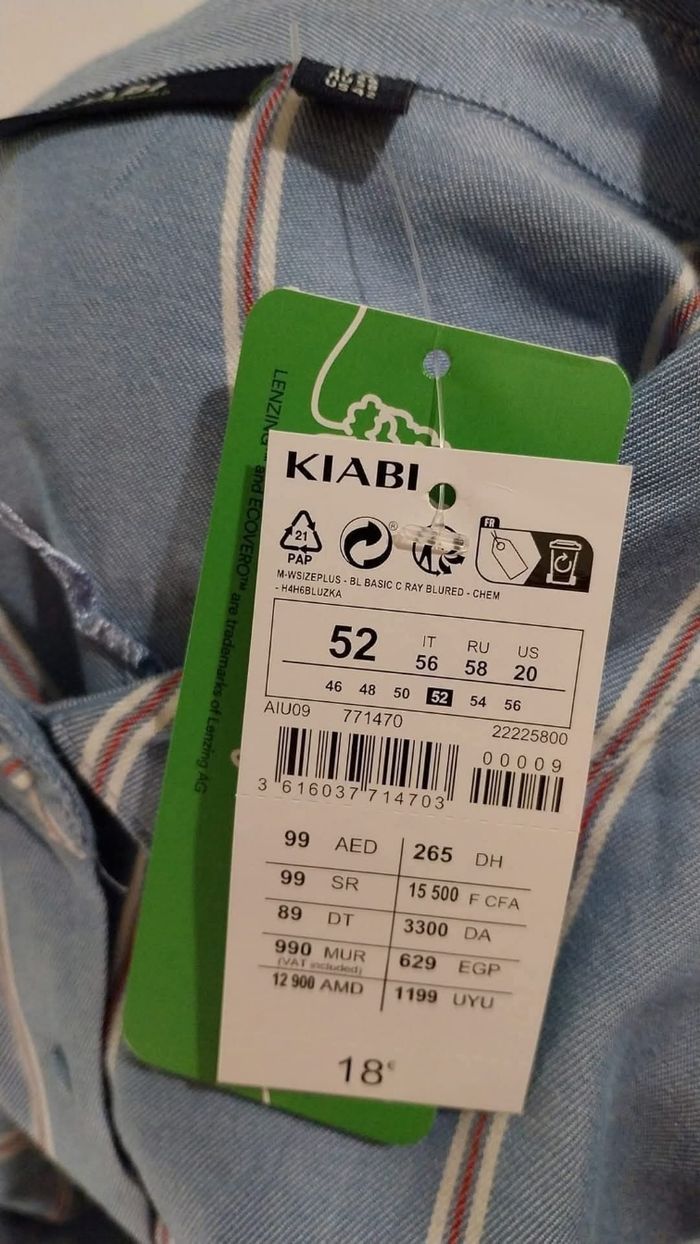 LENZING™ and ECOVERO™ are trademarks of Lenzing AG
KIABI
21
PAP
®
FR
M-WSIZEPLUS - BL BASIC C RAY BLURED - CHEM
- H4H6BLUZKA
52 IT RU US
56 58 20
46 48 50 52 54 56
AIU09 771470 22225800
00009
3 616037 714703
99 AED 265 DH
99 SR 15 500 F CFA
89 DT 3300 DA
990 MUR 629 EGP
(VAT included)
12 900 AMD 1199 UYU
18€